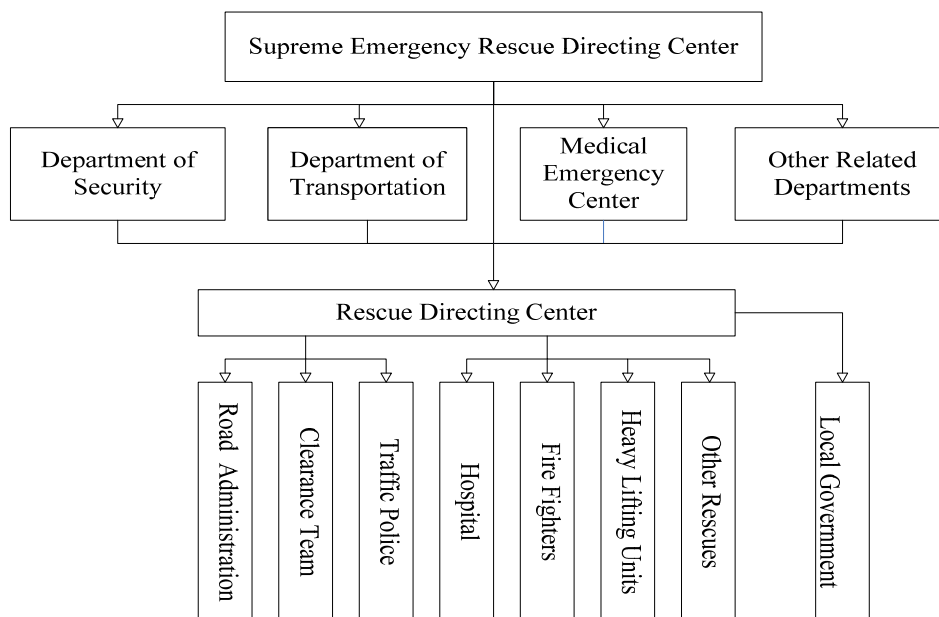 Supreme Emergency Rescue Directing Center
Department of
Security
Department of
Transportation
Medical
Emergency
Center
Other Related
Departments
Rescue Directing Center
Road Administration
Clearance Team
Traffic Police
Hospital
Fire Fighters
Heavy Lifting Units
Other Rescues
Local Government